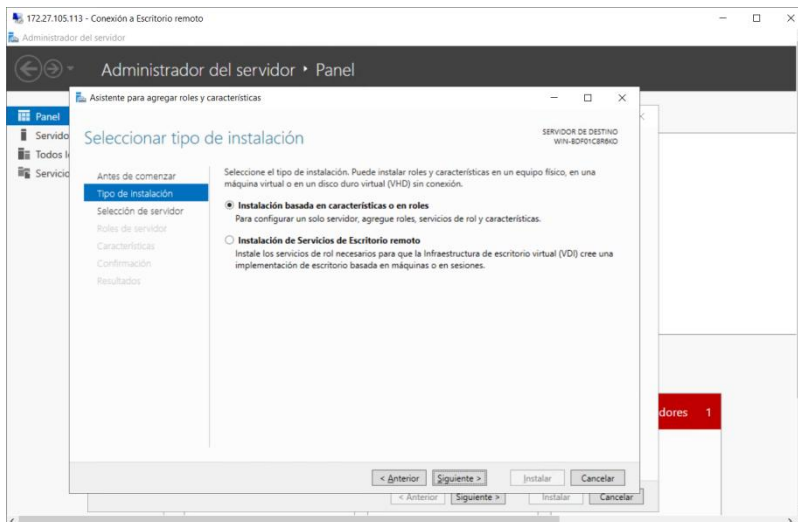 172.27.105.113 - Conexión a Escritorio remoto
Administrador del servidor
Administrador del servidor • Panel
Panel
Servido
Todos l
Servicio
Asistente para agregar roles y características
Seleccionar tipo de instalación
SERVIDOR DE DESTINO
Antes de comenzar
Tipo de instalación
Selección de servidor
Roles de servidor
Características
Confirmación
Resultados
Seleccione el tipo de instalación. Puede instalar roles y características en un equipo físico, en una
máquina virtual o en un disco duro virtual (VHD) sin conexión.
Instalación basada en características o en roles
Para configurar un solo servidor, agregue roles, servicios de rol y características.
Instalación de Servicios de Escritorio remoto
Instale los servicios de rol necesarios para que la Infraestructura de escritorio virtual (VDI) cree una
implementación de escritorio basada en máquinas o en sesiones.
dores 1
< Anterior Siguiente > Instalar Cancelar
< Anterior Siguiente > Instalar Cancelar